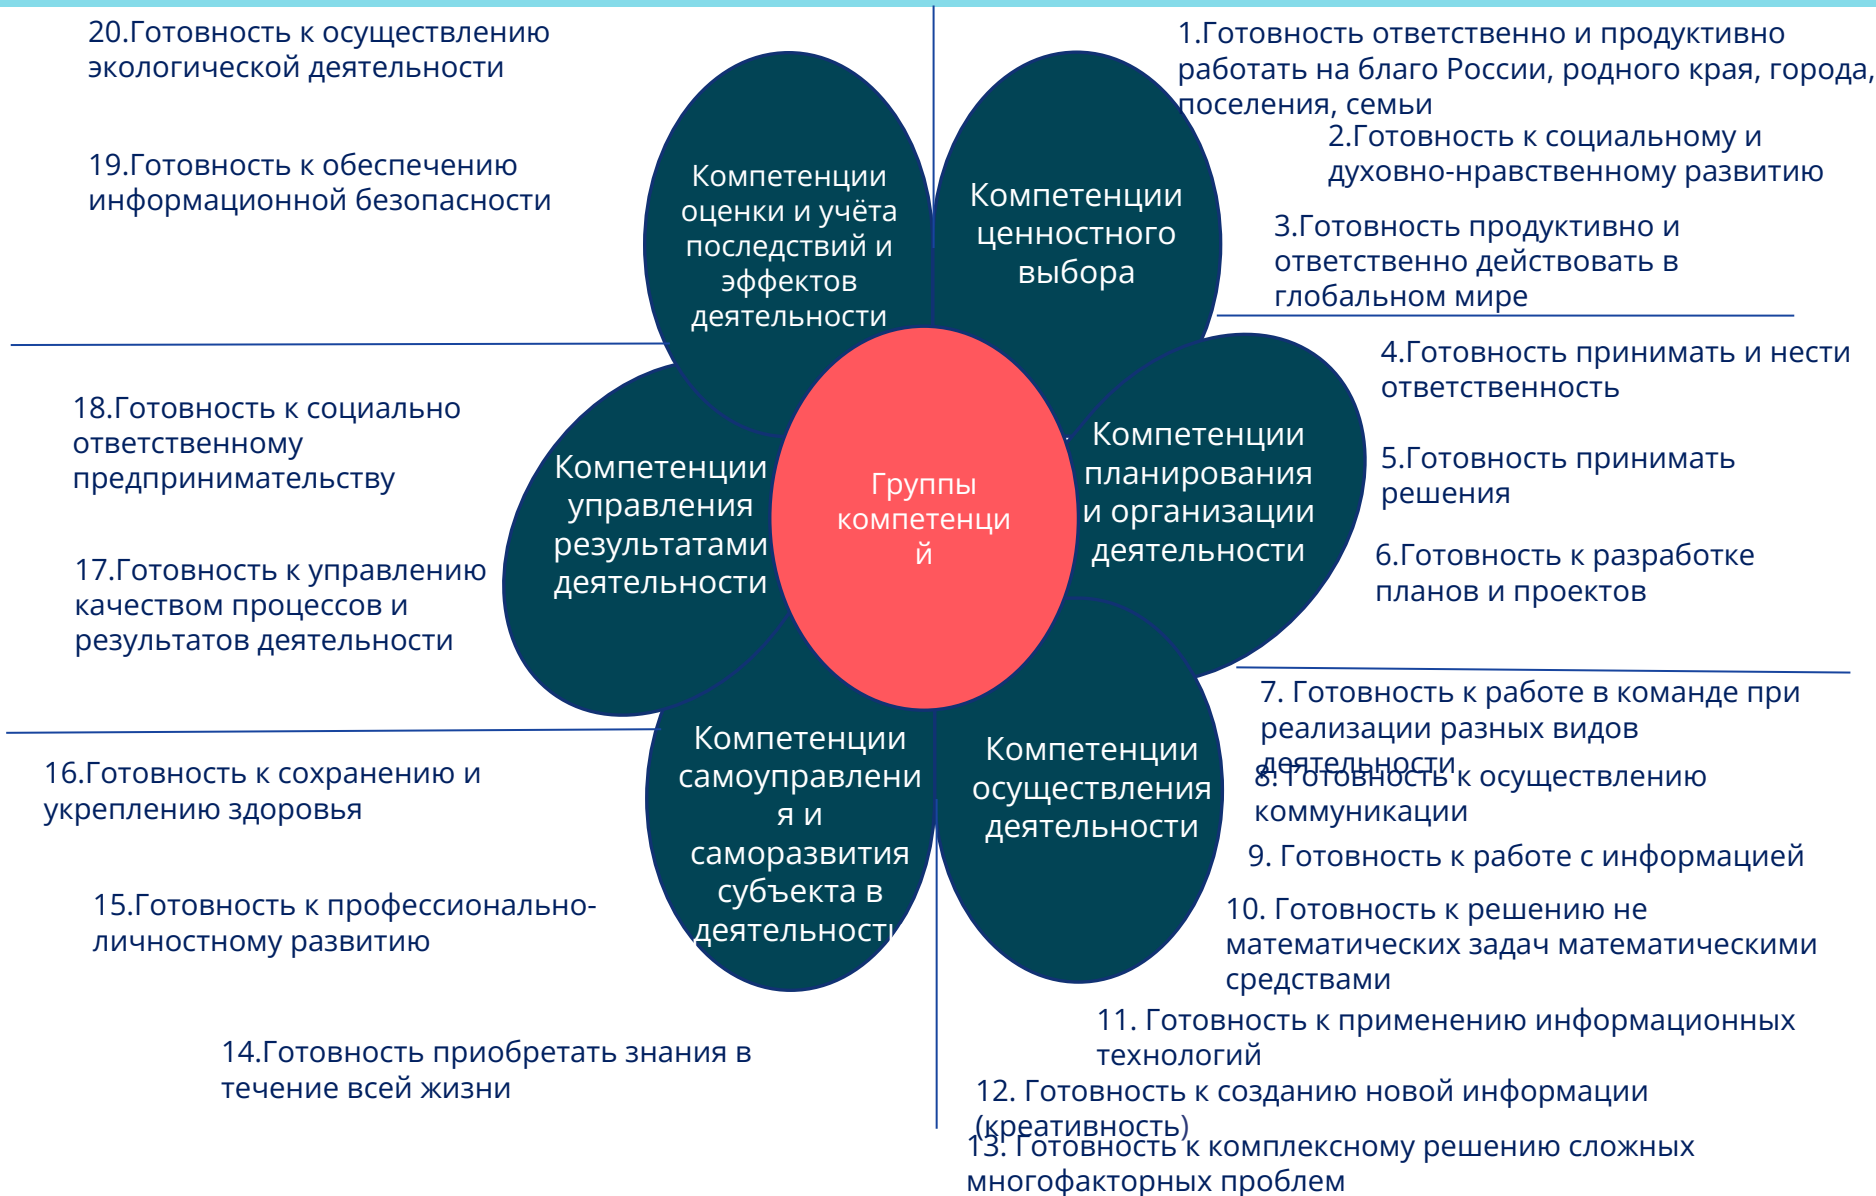 20.Готовность к осуществлению
экологической деятельности
19.Готовность к обеспечению
информационной безопасности
18.Готовность к социально
ответственному
предпринимательству
17.Готовность к управлению
качеством процессов и
результатов деятельности
16.Готовность к сохранению и
укреплению здоровья
15.Готовность к профессионально-
личностному развитию
14.Готовность приобретать знания в
течение всей жизни
Компетенции
оценки и учёта
последствий и
эффектов
деятельности
Компетенции
ценностного
выбора
Компетенции
управления
результатами
деятельности
Группы
компетенци
й
Компетенции
планирования
и организации
деятельности
Компетенции
самоуправлени
я и
саморазвития
субъекта в
деятельности
Компетенции
осуществления
деятельности
1.Готовность ответственно и продуктивно
работать на благо России, родного края, города,
поселения, семьи
2.Готовность к социальному и
духовно-нравственному развитию
3.Готовность продуктивно и
ответственно действовать в
глобальном мире
4.Готовность принимать и нести
ответственность
5.Готовность принимать
решения
6.Готовность к разработке
планов и проектов
7. Готовность к работе в команде при
реализации разных видов
деятельности
8. Готовность к осуществлению
коммуникации
9. Готовность к работе с информацией
10. Готовность к решению не
математических задач математическими
средствами
11. Готовность к применению информационных
технологий
12. Готовность к созданию новой информации
(креативность)
13. Готовность к комплексному решению сложных
многофакторных проблем